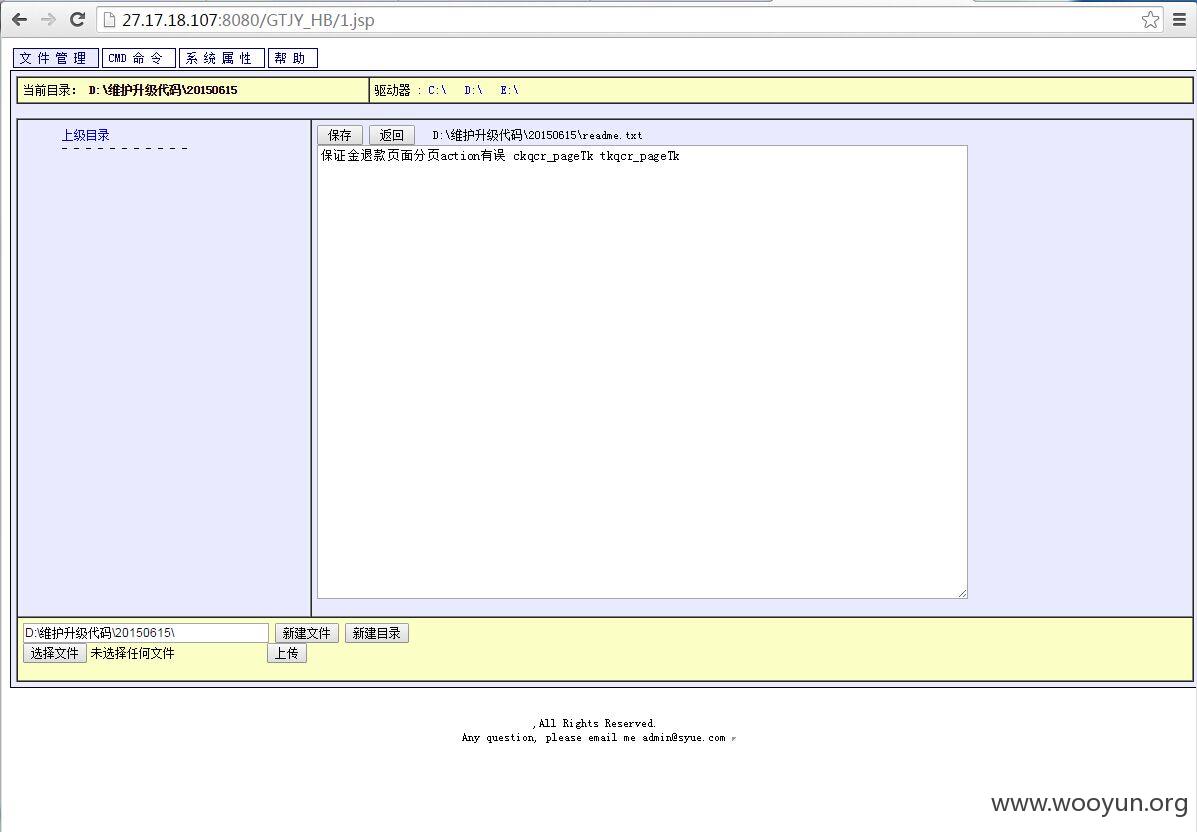 27.17.18.107:8080/GTJY_HB/1.jsp
文件管理 CMD命令 系统属性 帮助
当前目录: D:\维护升级代码\20150615 驱动器 : C:\ D:\ E:\
上级目录
- - - - - - - - - - -
保存 返回 D:\维护升级代码\20150615\readme.txt
保证金退款页面分页action有误 ckqcr_pageTk tkqcr_pageTk
D:\维护升级代码\20150615\ 新建文件 新建目录
选择文件 未选择任何文件 上传
,All Rights Reserved.
Any question, please email me admin@syue.com
www.wooyun.org